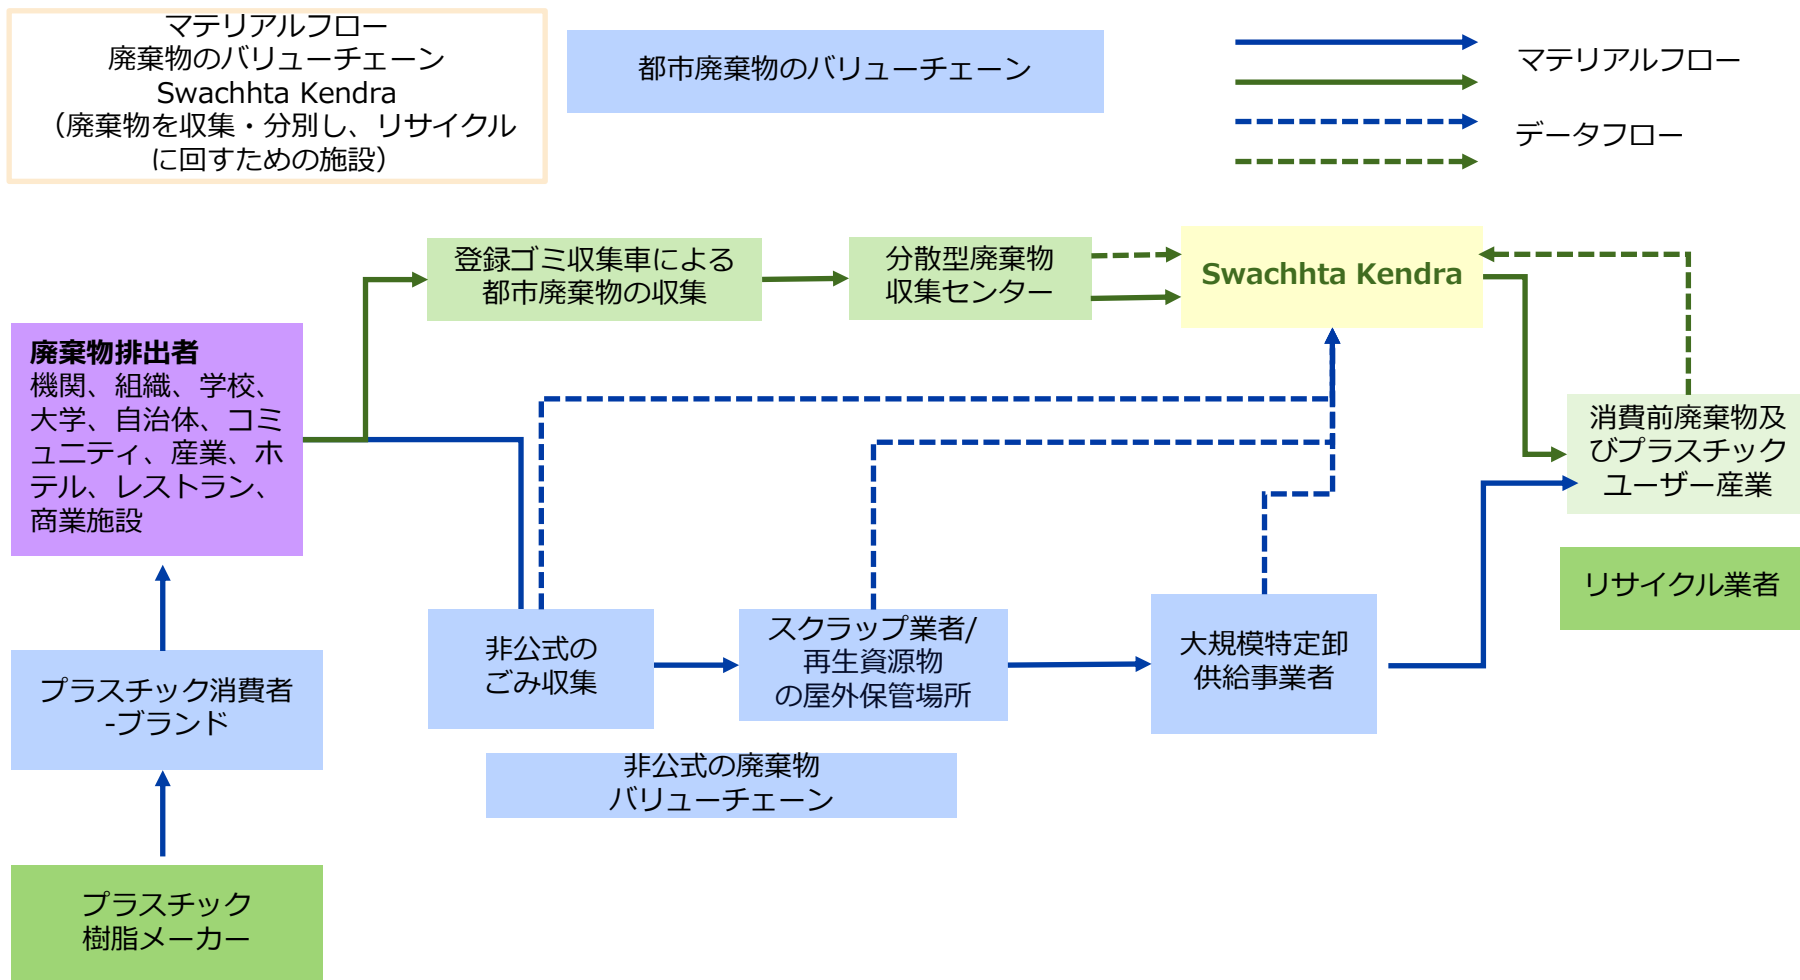 マテリアルフロー
廃棄物のバリューチェーン
Swachhta Kendra
（廃棄物を収集・分別し、リサイクル
に回すための施設）
都市廃棄物のバリューチェーン
マテリアルフロー
データフロー
登録ゴミ収集車による
都市廃棄物の収集
分散型廃棄物
収集センター
Swachhta Kendra
廃棄物排出者
機関、組織、学校、
大学、自治体、コミ
ュニティ、産業、ホ
テル、レストラン、
商業施設
消費前廃棄物及
びプラスチック
ユーザー産業
リサイクル業者
非公式の
ごみ収集
スクラップ業者/
再生資源物
の屋外保管場所
大規模特定卸
供給事業者
プラスチック消費者
-ブランド
非公式の廃棄物
バリューチェーン
プラスチック
樹脂メーカー